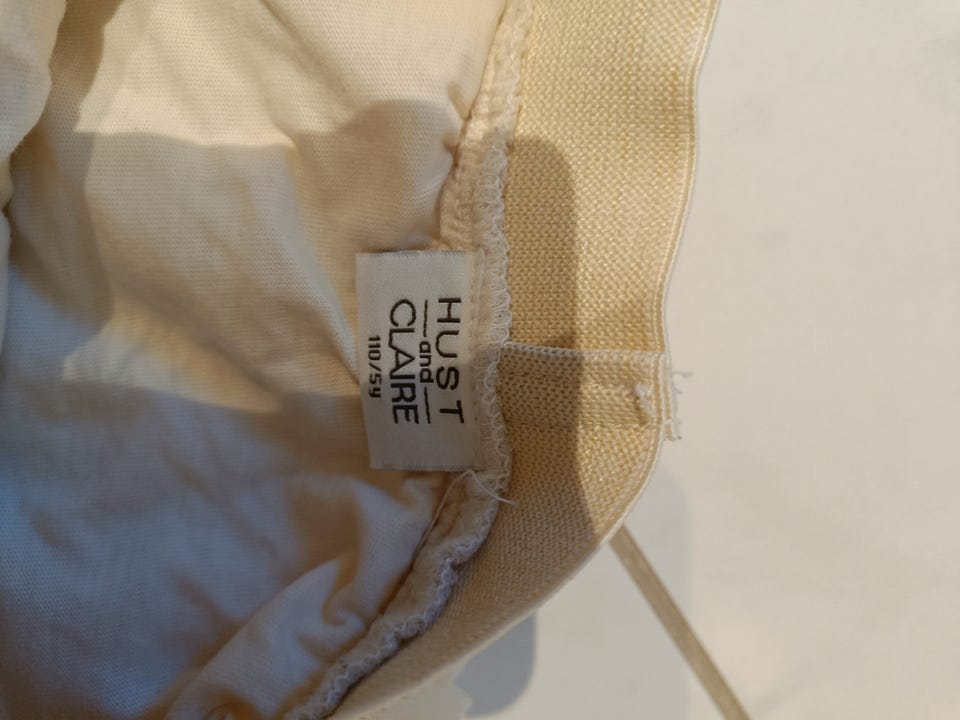 HUST
and
CLAIRE
110/5y